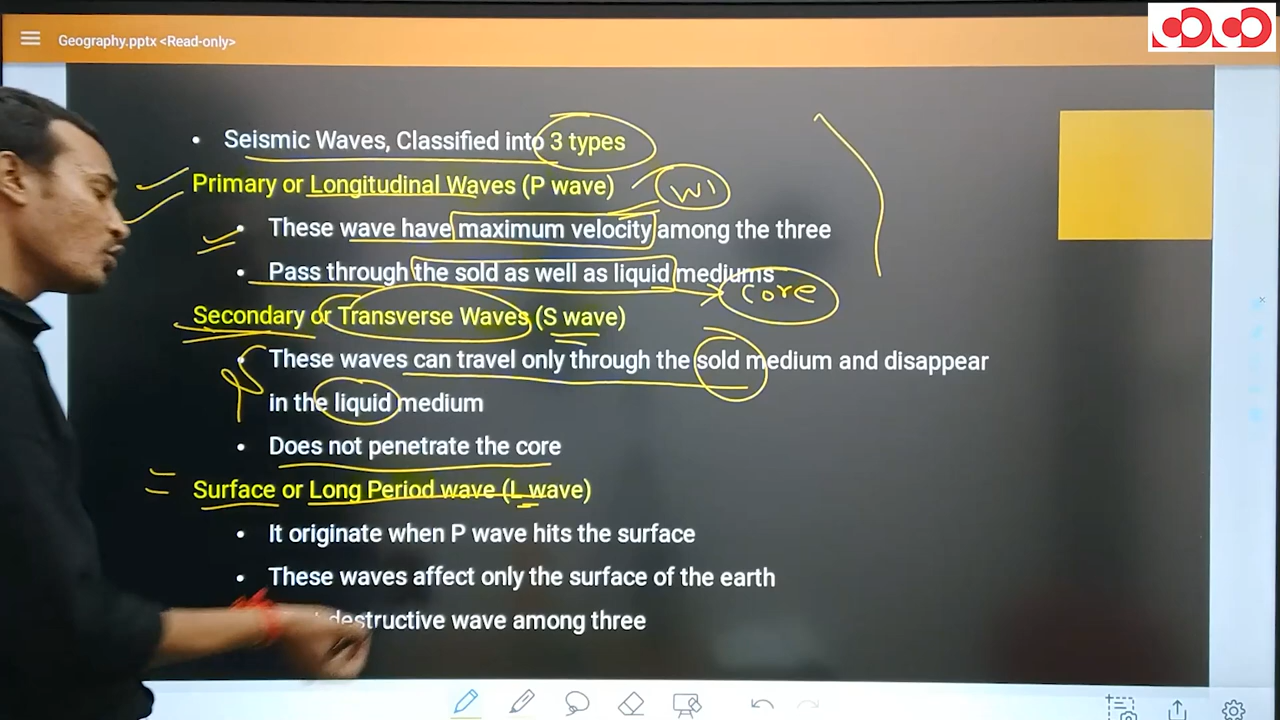 Geography.pptx <Read-only>
• Seismic Waves, Classified into 3 types
Primary or Longitudinal Waves (P wave)
• These wave have maximum velocity among the three
• Pass through the sold as well as liquid mediums
core
Secondary or Transverse Waves (S wave)
• These waves can travel only through the sold medium and disappear
in the liquid medium
• Does not penetrate the core
Surface or Long Period wave (L wave)
• It originate when P wave hits the surface
• These waves affect only the surface of the earth
destructive wave among three